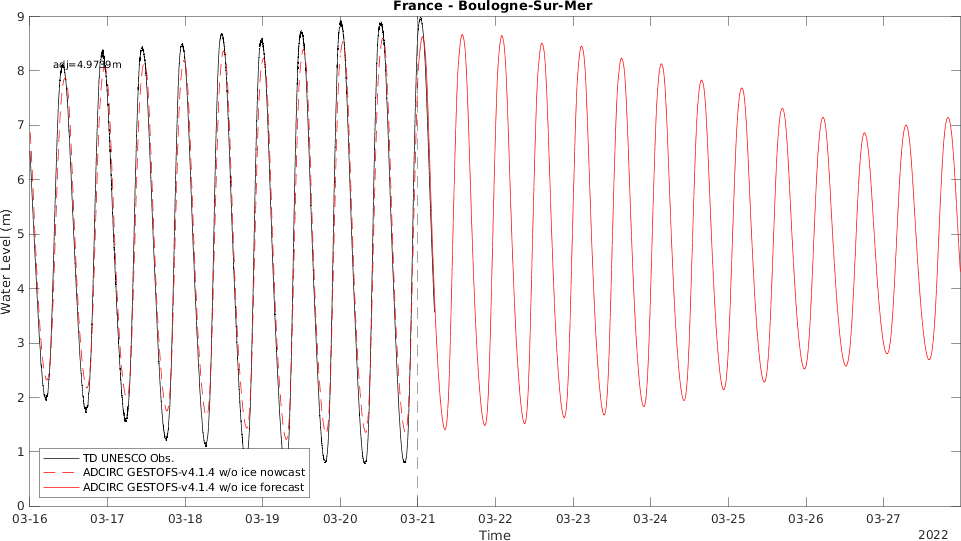 France - Boulogne-Sur-Mer
9
8
7
6
5
4
3
2
1
0
Water Level (m)
adj=4.9739m
TD UNESCO Obs.
ADCIRC GESTOFS-v4.1.4 w/o ice nowcast
ADCIRC GESTOFS-v4.1.4 w/o ice forecast
03-16 03-17 03-18 03-19 03-20 03-21 03-22 03-23 03-24 03-25 03-26 03-27
Time
2022